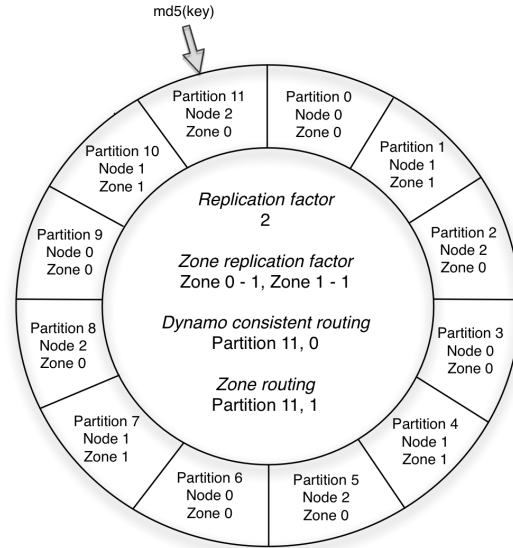 md5(key)
Partition 11
Node 2
Zone 0
Partition 0
Node 0
Zone 0
Partition 1
Node 1
Zone 1
Partition 2
Node 2
Zone 0
Partition 3
Node 0
Zone 0
Partition 4
Node 1
Zone 1
Partition 5
Node 2
Zone 0
Partition 6
Node 0
Zone 0
Partition 7
Node 1
Zone 1
Partition 8
Node 2
Zone 0
Partition 9
Node 0
Zone 0
Partition 10
Node 1
Zone 1
Replication factor
2
Zone replication factor
Zone 0 - 1, Zone 1 - 1
Dynamo consistent routing
Partition 11, 0
Zone routing
Partition 11, 1